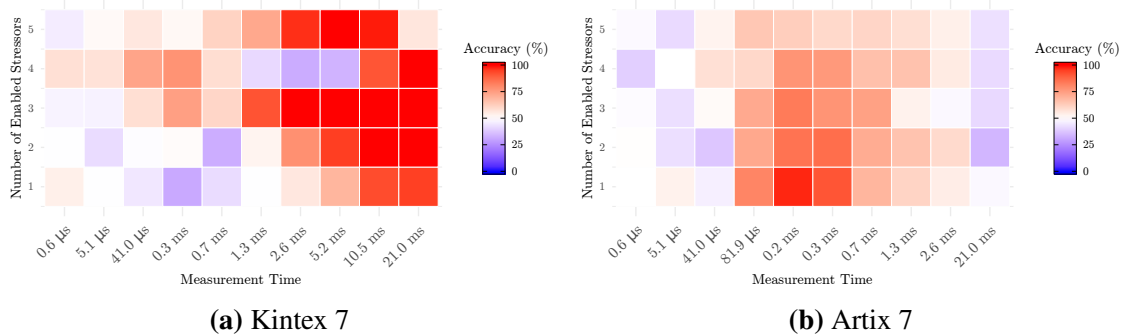 Number of Enabled Stressors
5
4
3
2
1
0.6 µs
5.1 µs
41.0 µs
0.3 ms
0.7 ms
1.3 ms
2.6 ms
5.2 ms
10.5 ms
21.0 ms
Measurement Time
Accuracy (%)
100
75
50
25
0
(a) Kintex 7
Number of Enabled Stressors
5
4
3
2
1
0.6 µs
5.1 µs
41.0 µs
81.9 µs
0.2 ms
0.3 ms
0.7 ms
1.3 ms
2.6 ms
21.0 ms
Measurement Time
Accuracy (%)
100
75
50
25
0
(b) Artix 7